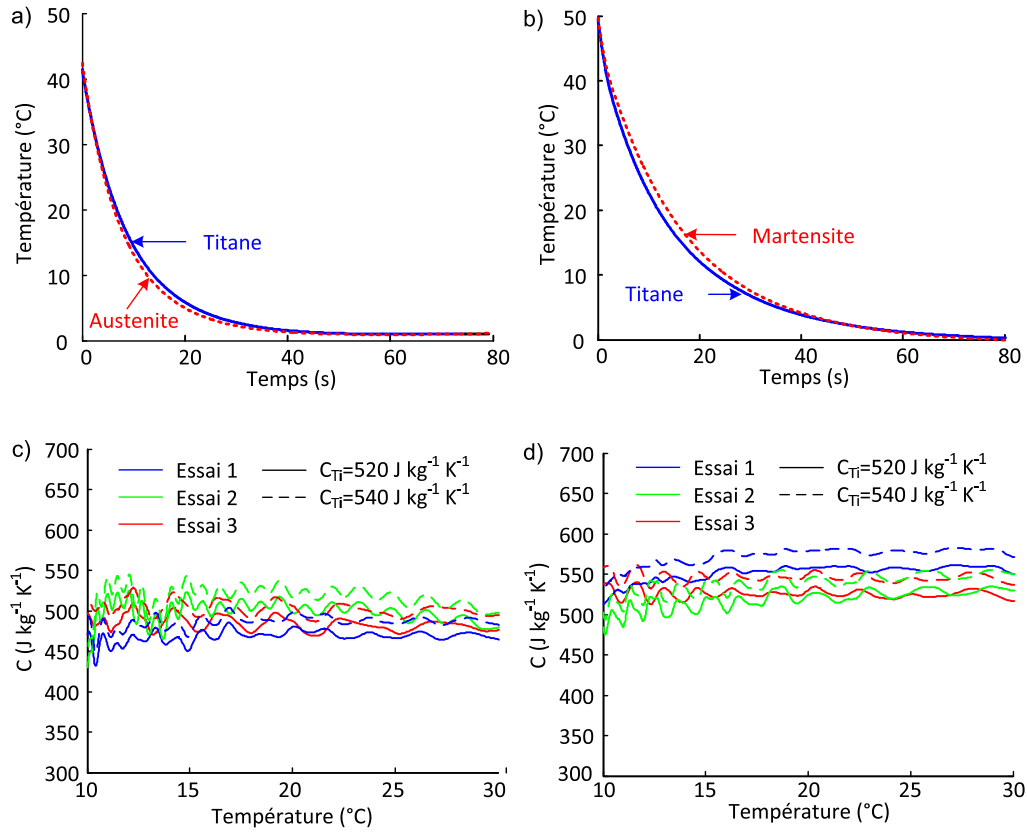 a)
50
40
30
20
10
0
Température (°C)
Titane
Austenite
0 20 40 60 80
Temps (s)
b)
50
40
30
20
10
0
Température (°C)
Martensite
Titane
0 20 40 60 80
Temps (s)
c)
700
650
600
550
500
450
400
350
300
C (J kg-1 K-1)
Essai 1
Essai 2
Essai 3
CTi=520 J kg-1 K-1
CTi=540 J kg-1 K-1
10 15 20 25 30
Température (°C)
d)
700
650
600
550
500
450
400
350
300
C (J kg-1 K-1)
Essai 1
Essai 2
Essai 3
CTi=520 J kg-1 K-1
CTi=540 J kg-1 K-1
10 15 20 25 30
Température (°C)